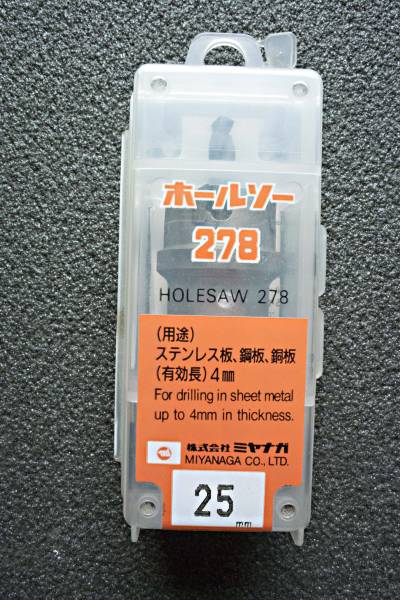 ホールソー
278
HOLESAW 278
(用途)
ステンレス板、鋼板、銅板
(有効長)4㎜
For drilling in sheet metal
up to 4mm in thickness.
株式会社 ミヤナガ
MIYANAGA CO., LTD.
25 mm